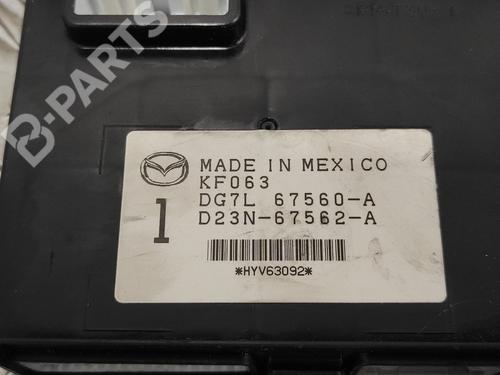 B-PARTS
MADE IN MEXICO
KF063
DG7L 67560-A
1
D23N-67562-A
*HYV63092*